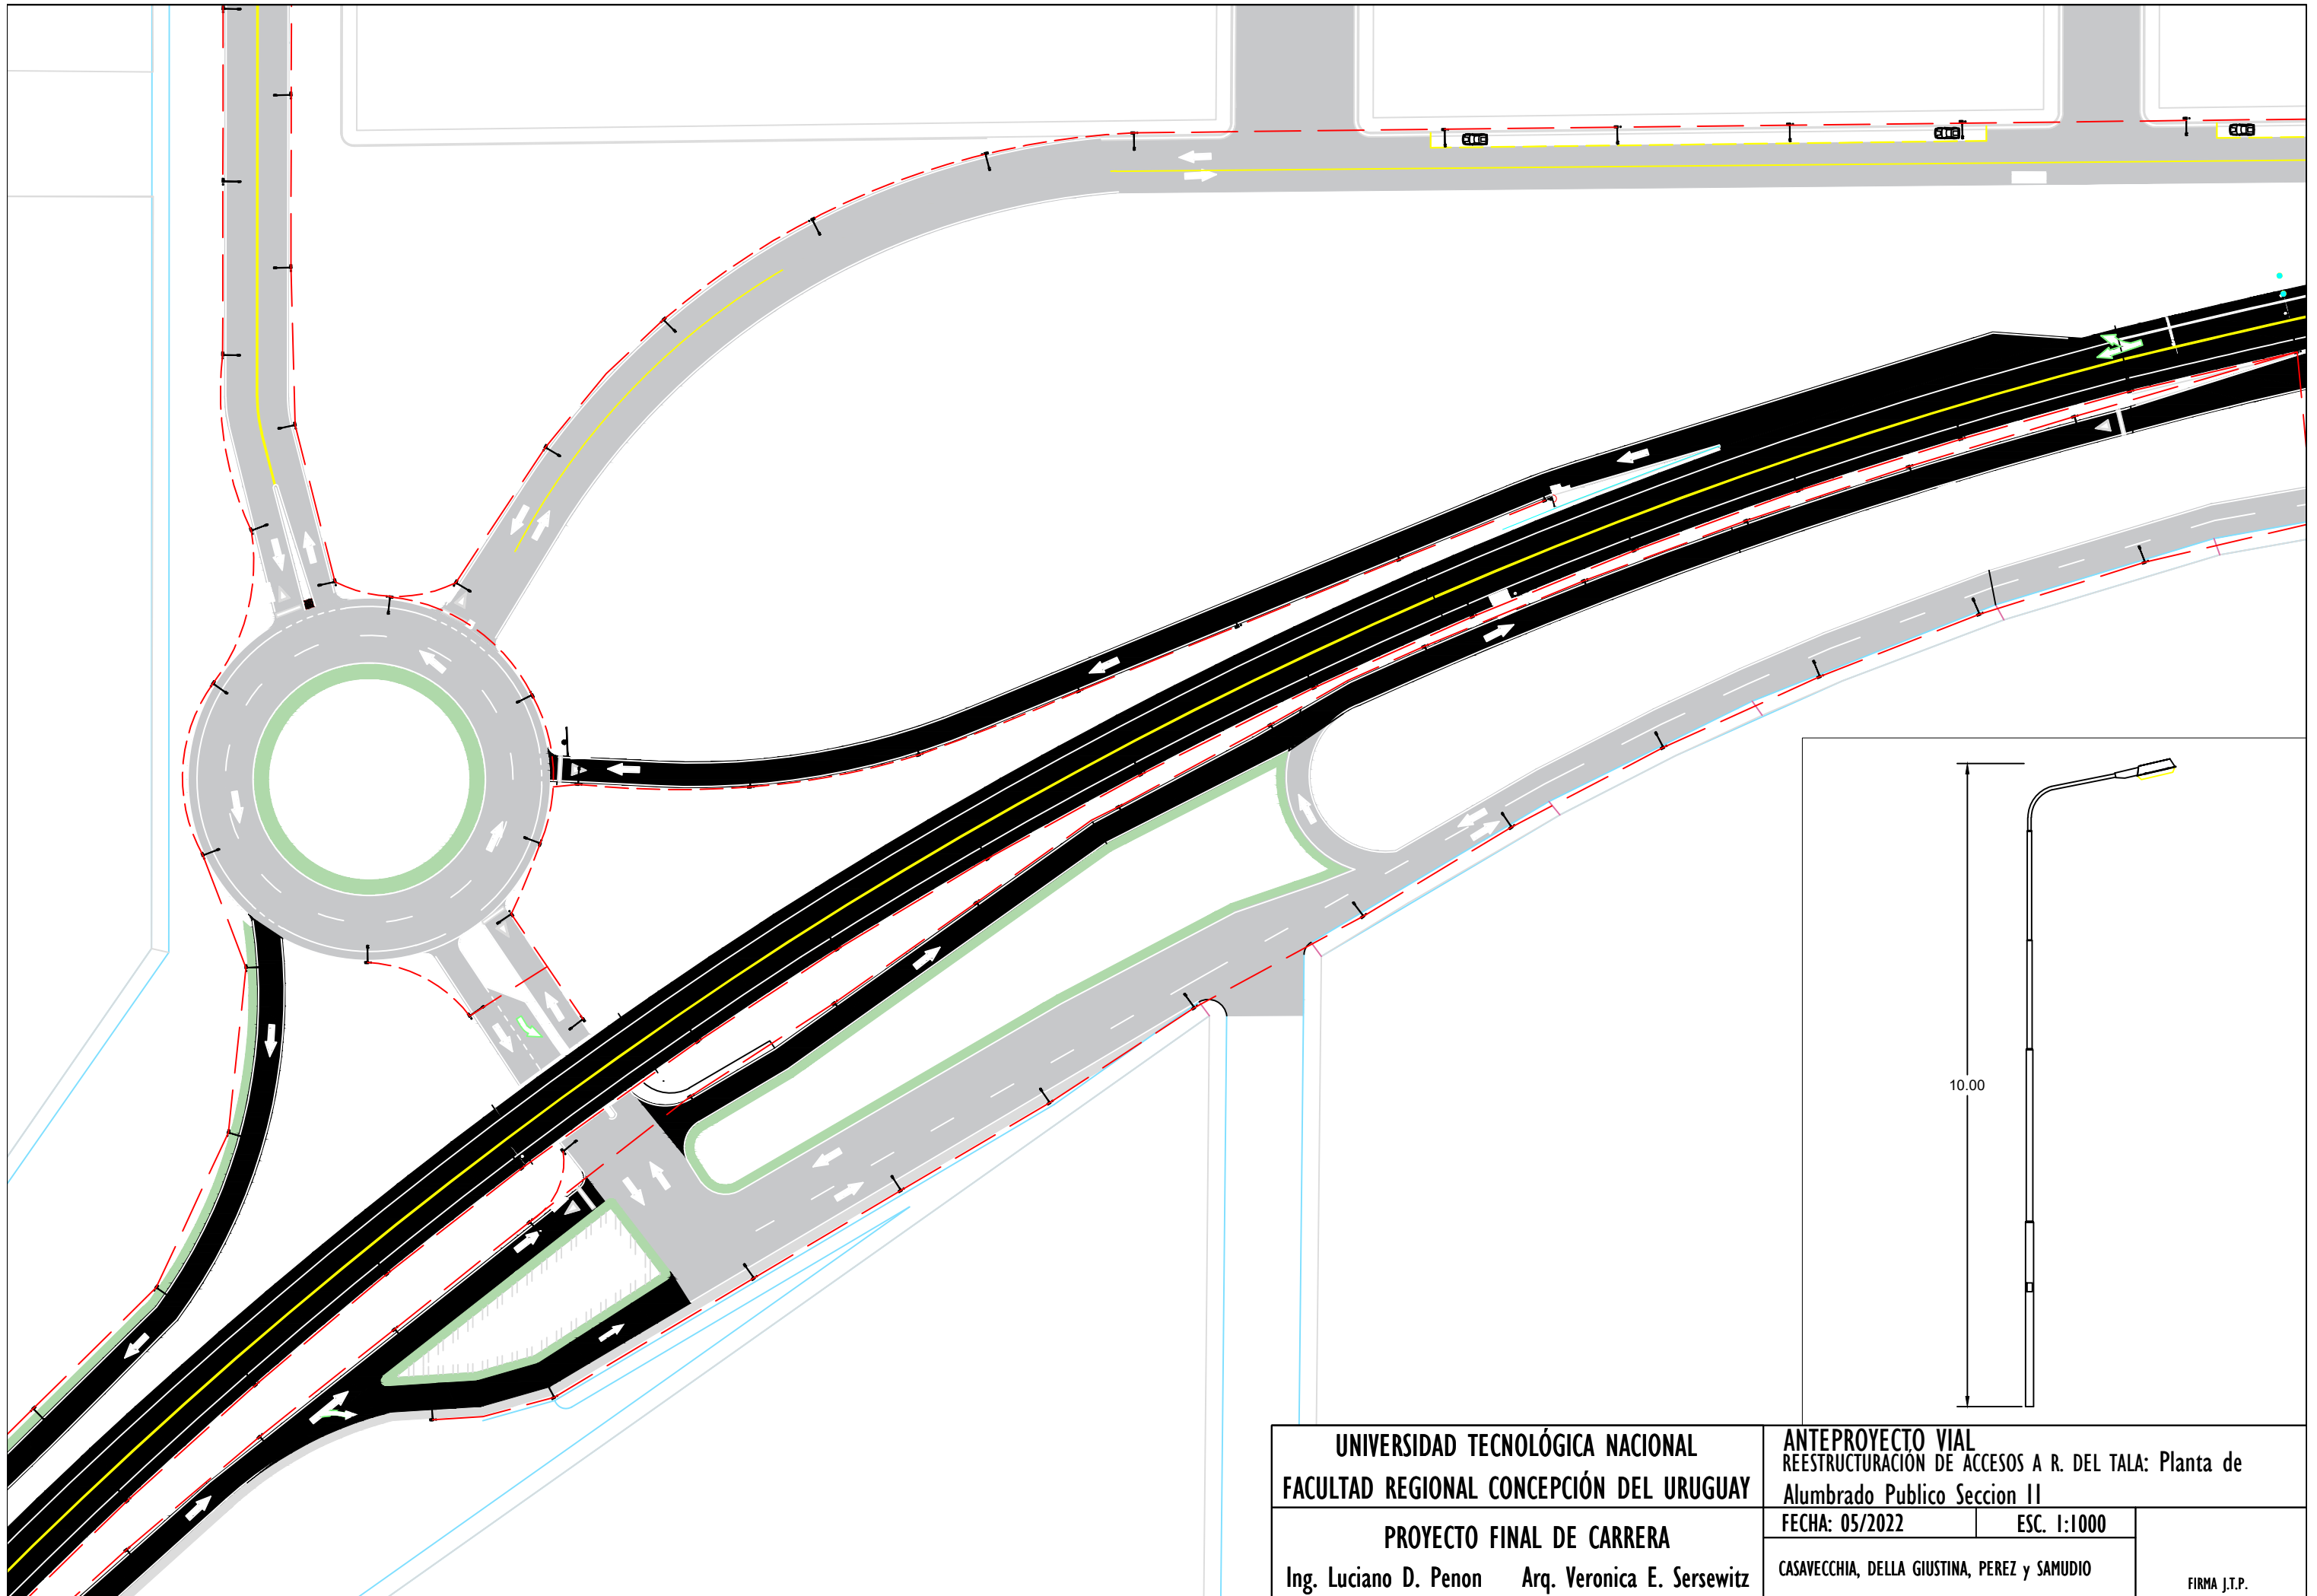 10.00
UNIVERSIDAD TECNOLÓGICA NACIONAL
FACULTAD REGIONAL CONCEPCIÓN DEL URUGUAY
PROYECTO FINAL DE CARRERA
Ing. Luciano D. Penon Arq. Veronica E. Sersewitz
ANTEPROYECTO VIAL
REESTRUCTURACIÓN DE ACCESOS A R. DEL TALA: Planta de
Alumbrado Publico Seccion II
FECHA: 05/2022 ESC. 1:1000
CASAVECCHIA, DELLA GIUSTINA, PEREZ y SAMUDIO
FIRMA J.T.P.